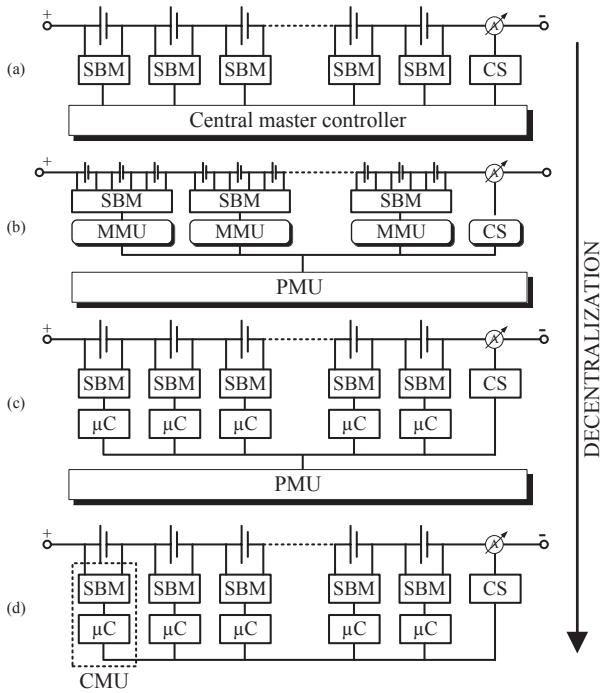 + A -
(a) SBM SBM SBM SBM SBM CS
Central master controller
+ A -
SBM SBM SBM
(b) MMU MMU MMU CS
PMU
+ A -
SBM SBM SBM SBM SBM CS
(c) µC µC µC µC µC
PMU
+ A -
SBM SBM SBM SBM SBM CS
(d) µC µC µC µC µC
CMU
DECENTRALIZATION